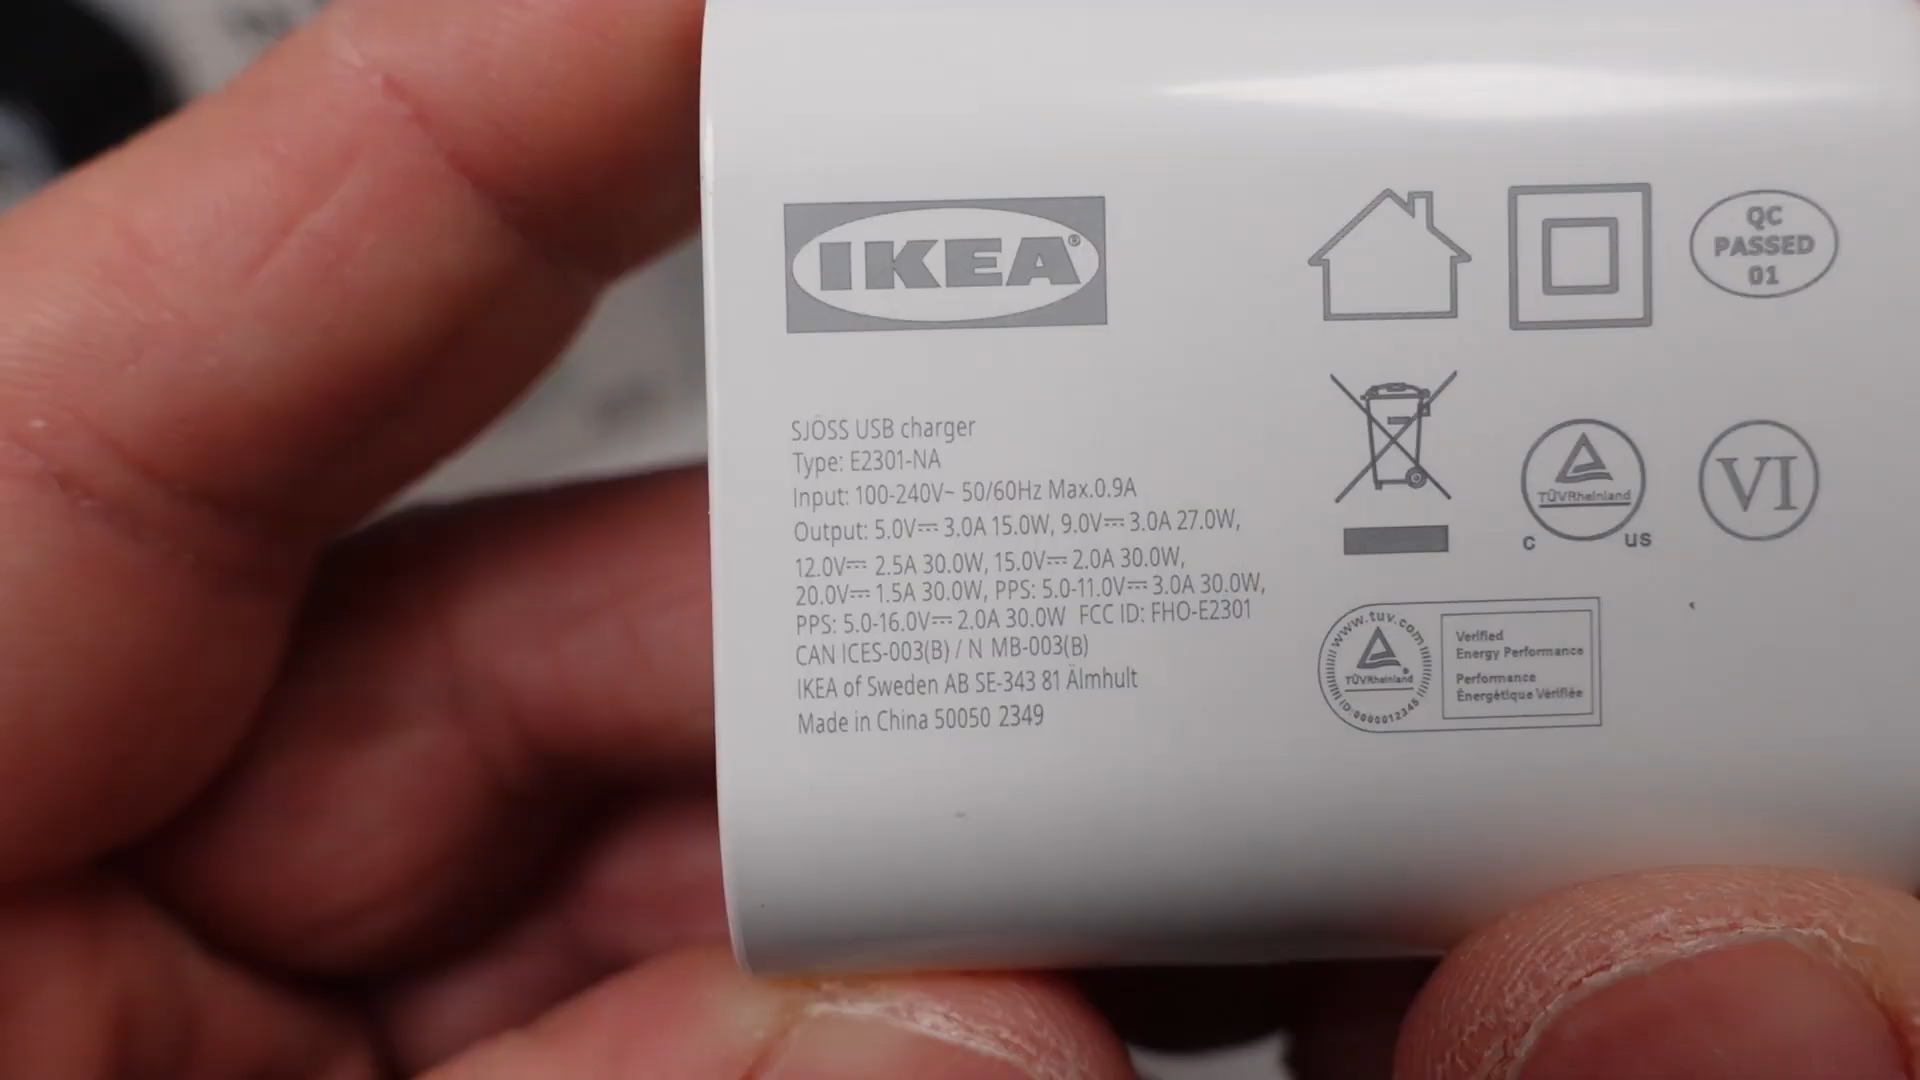 IKEA®
SJÖSS USB charger
Type: E2301-NA
Input: 100-240V~ 50/60Hz Max.0.9A
Output: 5.0V⎓ 3.0A 15.0W, 9.0V⎓ 3.0A 27.0W,
12.0V⎓ 2.5A 30.0W, 15.0V⎓ 2.0A 30.0W,
20.0V⎓ 1.5A 30.0W, PPS: 5.0-11.0V⎓ 3.0A 30.0W,
PPS: 5.0-16.0V⎓ 2.0A 30.0W FCC ID: FHO-E2301
CAN ICES-003(B) / N MB-003(B)
IKEA of Sweden AB SE-343 81 Älmhult
Made in China 50050 2349
QC
PASSED
01
TÜVRheinland
c us
VI
www.tuv.com
TÜVRheinland®
ID:0000012345
Verified
Energy Performance
Performance
Énergétique Vérifiée